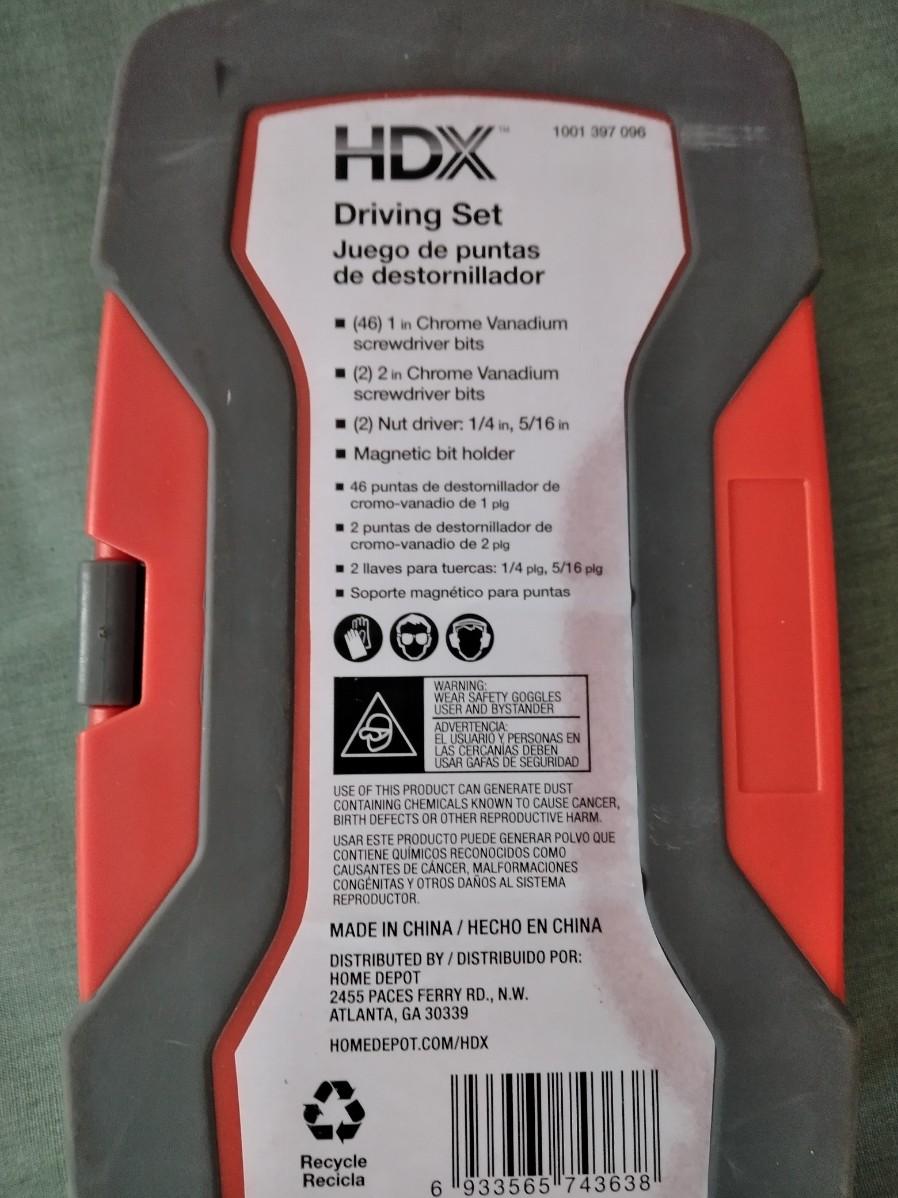 HDX™
1001 397 096
Driving Set
Juego de puntas
de destornillador
■ (46) 1 in Chrome Vanadium
screwdriver bits
■ (2) 2 in Chrome Vanadium
screwdriver bits
■ (2) Nut driver: 1/4 in, 5/16 in
■ Magnetic bit holder
■ 46 puntas de destornillador de
cromo-vanadio de 1 plg
■ 2 puntas de destornillador de
cromo-vanadio de 2 plg
■ 2 llaves para tuercas: 1/4 plg, 5/16 plg
■ Soporte magnético para puntas
WARNING:
WEAR SAFETY GOGGLES
USER AND BYSTANDER
ADVERTENCIA:
EL USUARIO Y PERSONAS EN
LAS CERCANÍAS DEBEN
USAR GAFAS DE SEGURIDAD
USE OF THIS PRODUCT CAN GENERATE DUST
CONTAINING CHEMICALS KNOWN TO CAUSE CANCER,
BIRTH DEFECTS OR OTHER REPRODUCTIVE HARM.
USAR ESTE PRODUCTO PUEDE GENERAR POLVO QUE
CONTIENE QUÍMICOS RECONOCIDOS COMO
CAUSANTES DE CÁNCER, MALFORMACIONES
CONGÉNITAS Y OTROS DAÑOS AL SISTEMA
REPRODUCTOR.
MADE IN CHINA / HECHO EN CHINA
DISTRIBUTED BY / DISTRIBUIDO POR:
HOME DEPOT
2455 PACES FERRY RD., N.W.
ATLANTA, GA 30339
HOMEDEPOT.COM/HDX
Recycle
Recicla
6 933565 743638